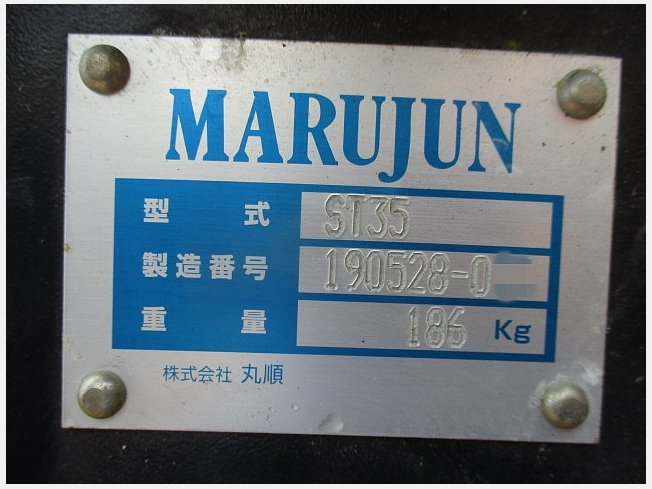 MARUJUN
型式 ST35
製造番号 190528-0
重量 186 Kg
株式会社 丸順